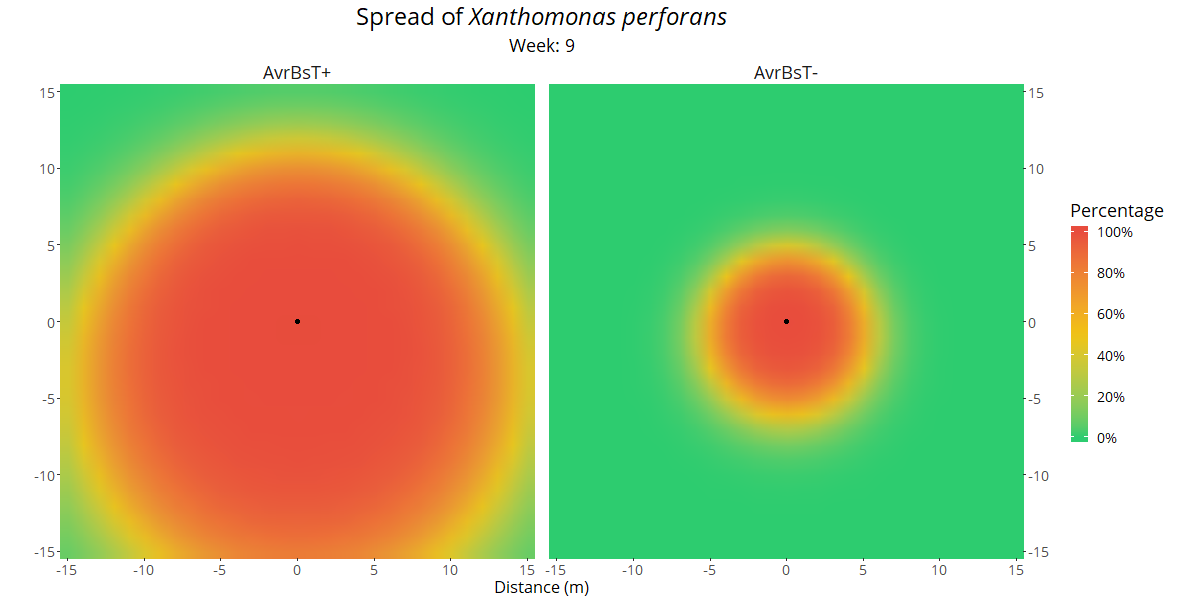 Spread of Xanthomonas perforans
Week: 9
AvrBsT+
AvrBsT-
15
10
5
0
-5
-10
-15
-15 -10 -5 0 5 10 15
-15 -10 -5 0 5 10 15
15
10
5
0
-5
-10
-15
Distance (m)
Percentage
100%
80%
60%
40%
20%
0%